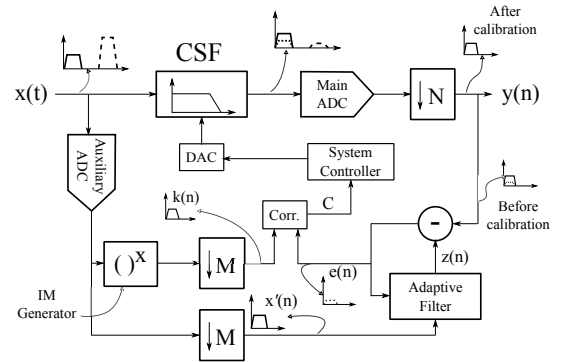 After
calibration
CSF
x(t)
Main
ADC
↓N
y(n)
Auxiliary
ADC
DAC
System
Controller
k(n)
Corr.
C
Before
calibration
-
( )x
↓M
e(n)
z(n)
IM
Generator
x'(n)
Adaptive
Filter
↓M